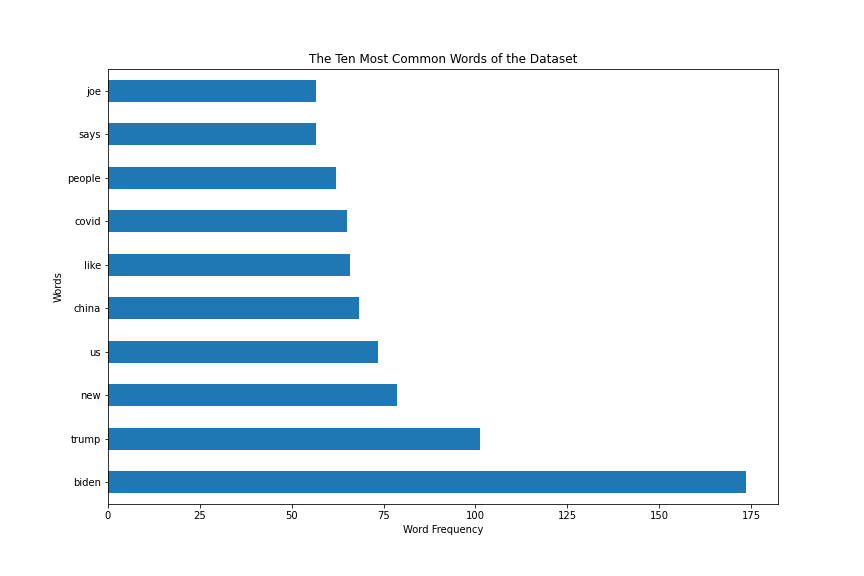 The Ten Most Common Words of the Dataset
joe
says
people
covid
like
china
us
new
trump
biden
Words
0 25 50 75 100 125 150 175
Word Frequency